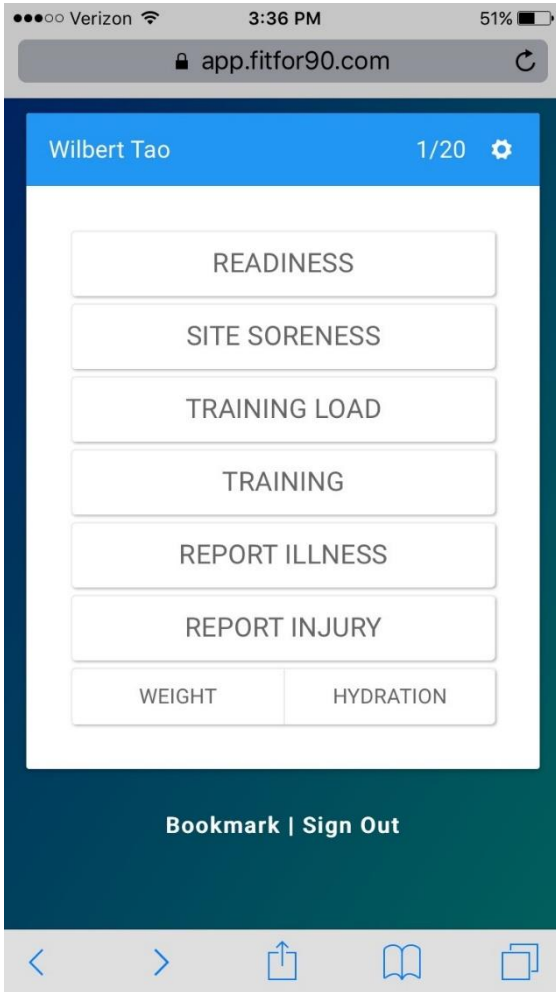 Verizon 3:36 PM 51%
app.fitfor90.com
Wilbert Tao 1/20
READINESS
SITE SORENESS
TRAINING LOAD
TRAINING
REPORT ILLNESS
REPORT INJURY
WEIGHT HYDRATION
Bookmark | Sign Out